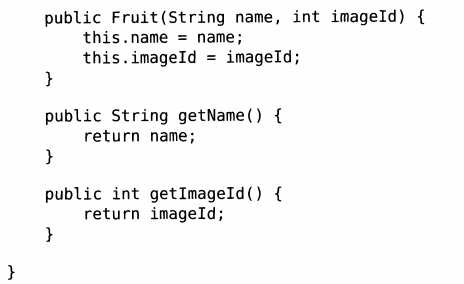 public Fruit(String name, int imageId) {
        this.name = name;
        this.imageId = imageId;
    }

    public String getName() {
        return name;
    }

    public int getImageId() {
        return imageId;
    }

}